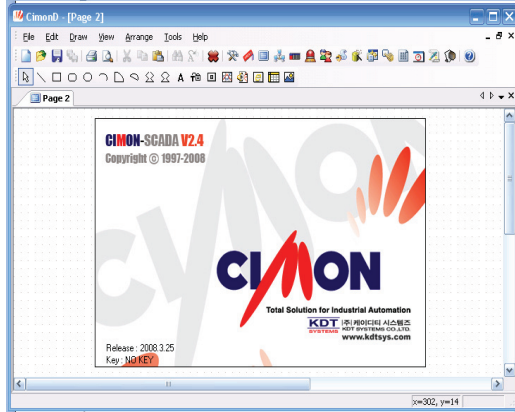 CimonD - [Page 2]
File Edit Draw View Arrange Tools Help
A
Page 2
CIMON-SCADA V2.4
Copyright © 1997-2008
CIMON
Total Solution for Industrial Automation
KDT SYSTEMS (주)케이디티 시스템즈
KDT SYSTEMS CO.,LTD.
www.kdtsys.com
Release : 2008.3.25
Key : NO KEY
x=302, y=14